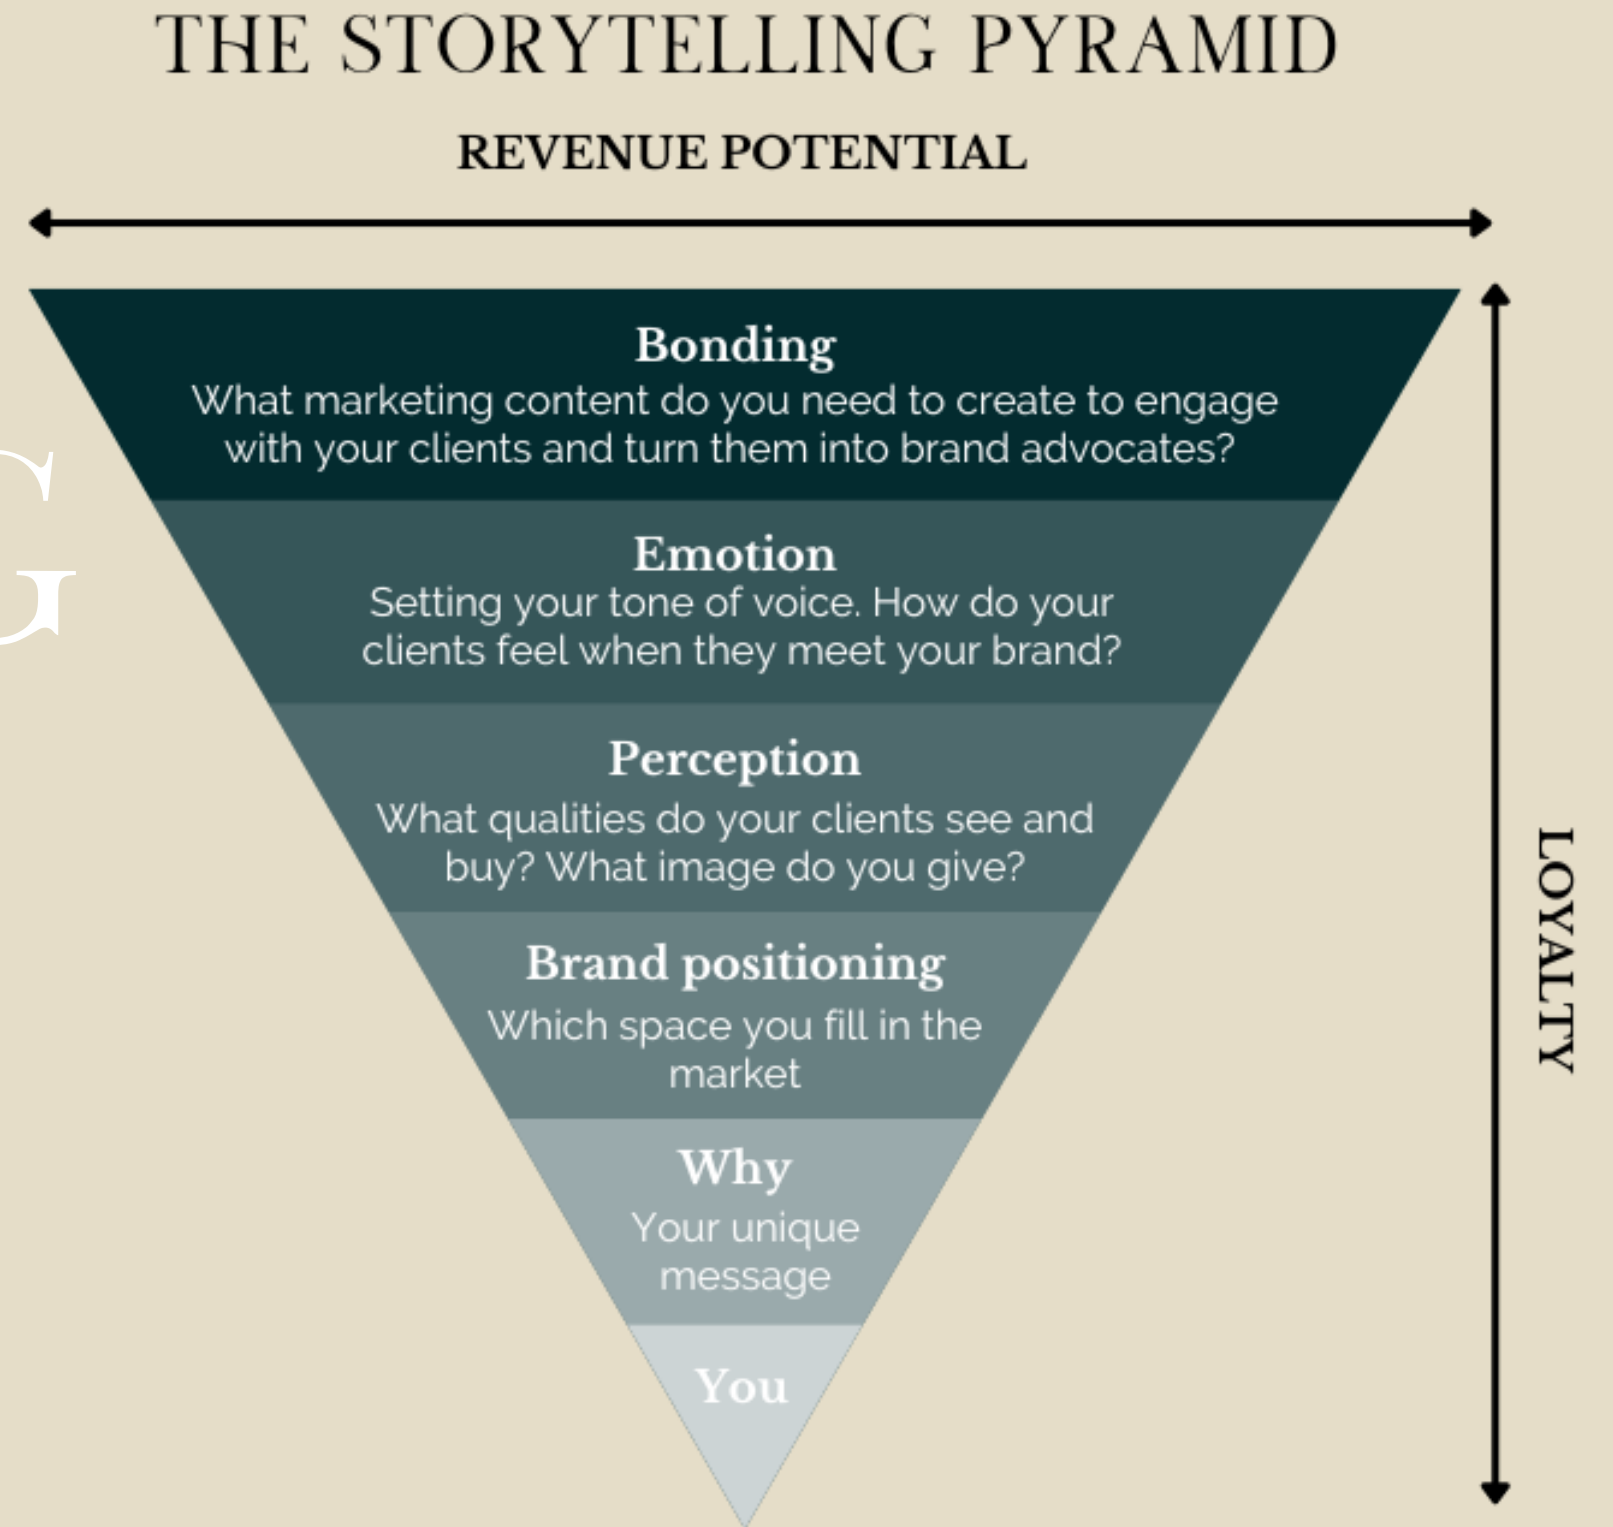 THE STORYTELLING PYRAMID
REVENUE POTENTIAL
Bonding
What marketing content do you need to create to engage
with your clients and turn them into brand advocates?
Emotion
Setting your tone of voice. How do your
clients feel when they meet your brand?
Perception
What qualities do your clients see and
buy? What image do you give?
Brand positioning
Which space you fill in the
market
Why
Your unique
message
You
LOYALTY
G